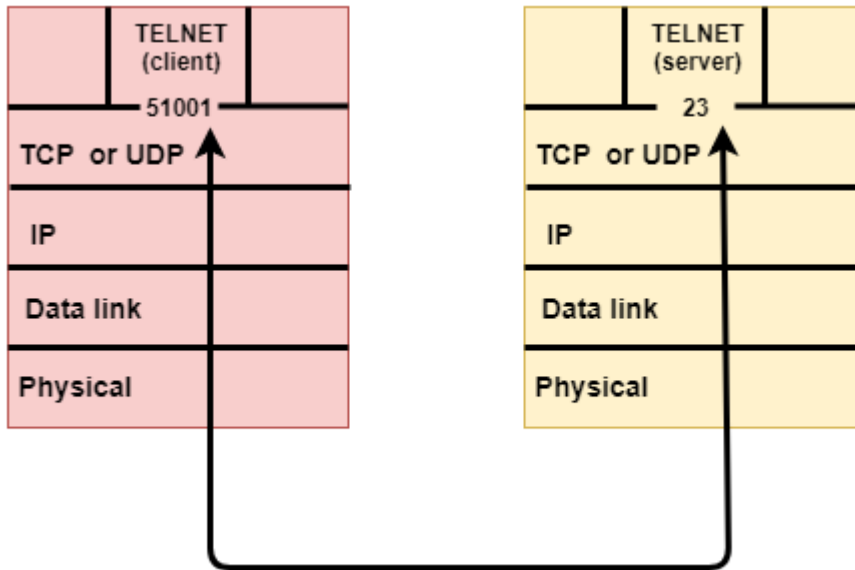 TELNET
(client)
51001
TCP or UDP
IP
Data link
Physical
TELNET
(server)
23
TCP or UDP
IP
Data link
Physical